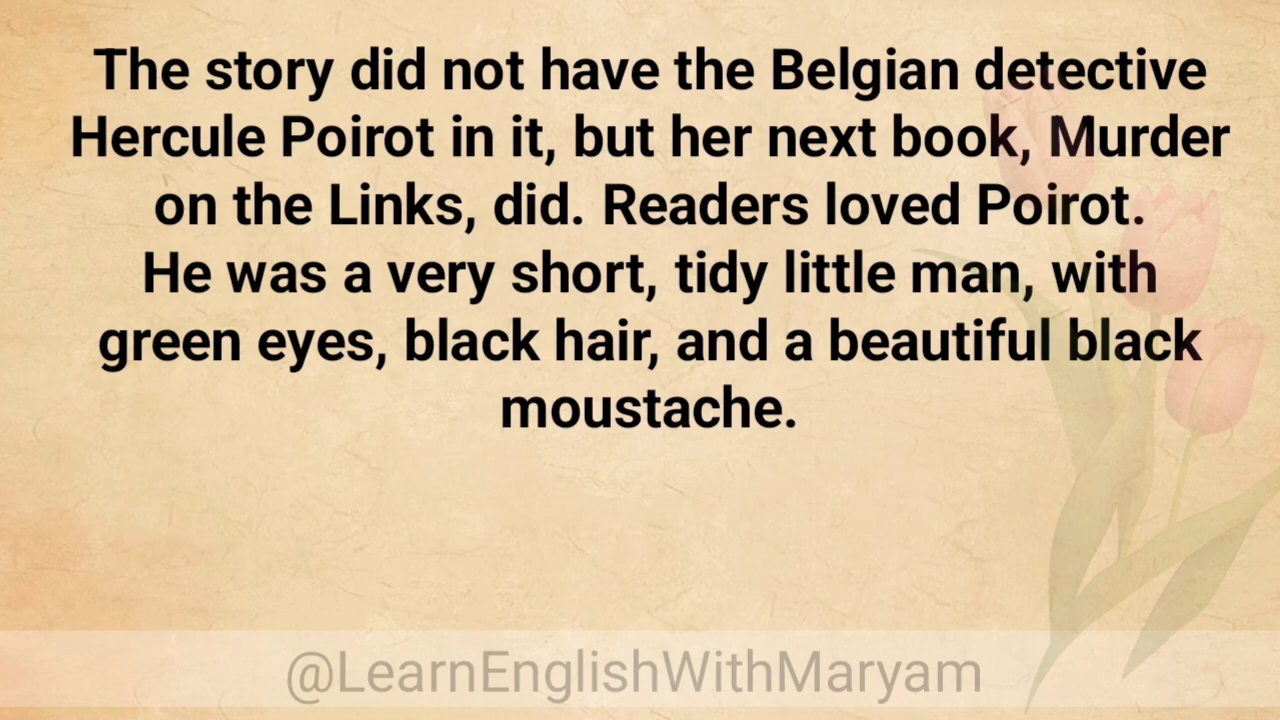 The story did not have the Belgian detective
Hercule Poirot in it, but her next book, Murder
on the Links, did. Readers loved Poirot.
He was a very short, tidy little man, with
green eyes, black hair, and a beautiful black
moustache.
@LearnEnglishWithMaryam